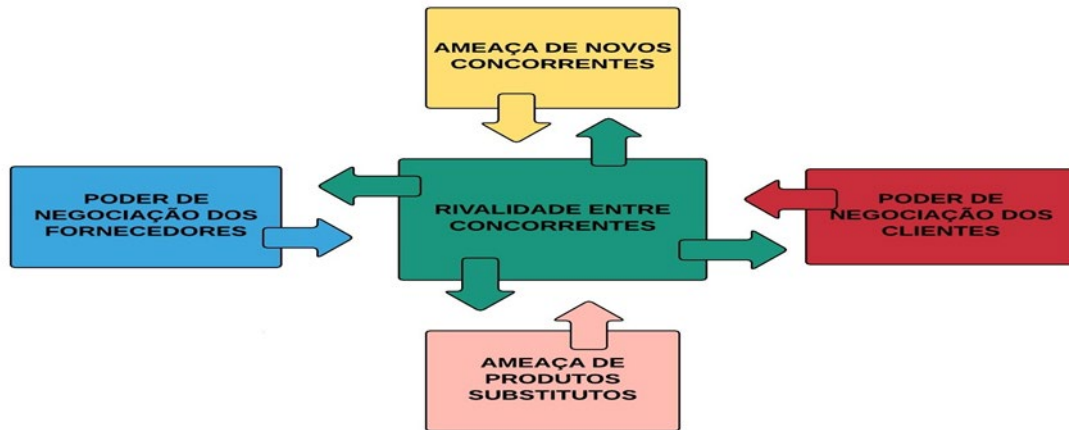 AMEAÇA DE NOVOS
CONCORRENTES
PODER DE
NEGOCIAÇÃO DOS
FORNECEDORES
RIVALIDADE ENTRE
CONCORRENTES
PODER DE
NEGOCIAÇÃO DOS
CLIENTES
AMEAÇA DE
PRODUTOS
SUBSTITUTOS